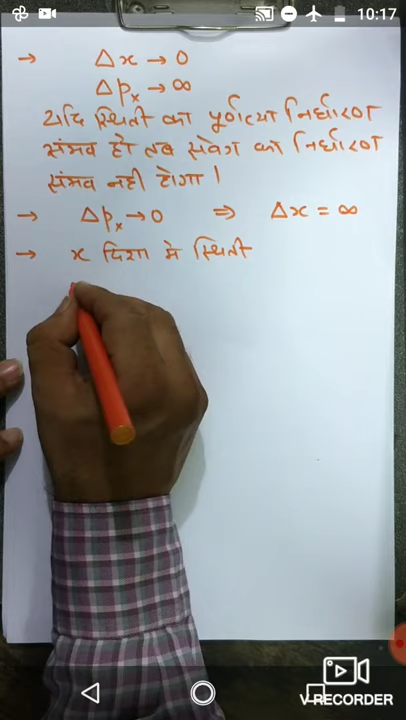 10:17
→ Δx → 0
Δpₓ → ∞
यदि स्थिती का पूर्णतया निर्धारण
संभव हो तब संवेग का निर्धारण
संभव नही होगा।
→ Δpₓ → 0 ⇒ Δx = ∞
→ x दिशा मे स्थिती
V RECORDER